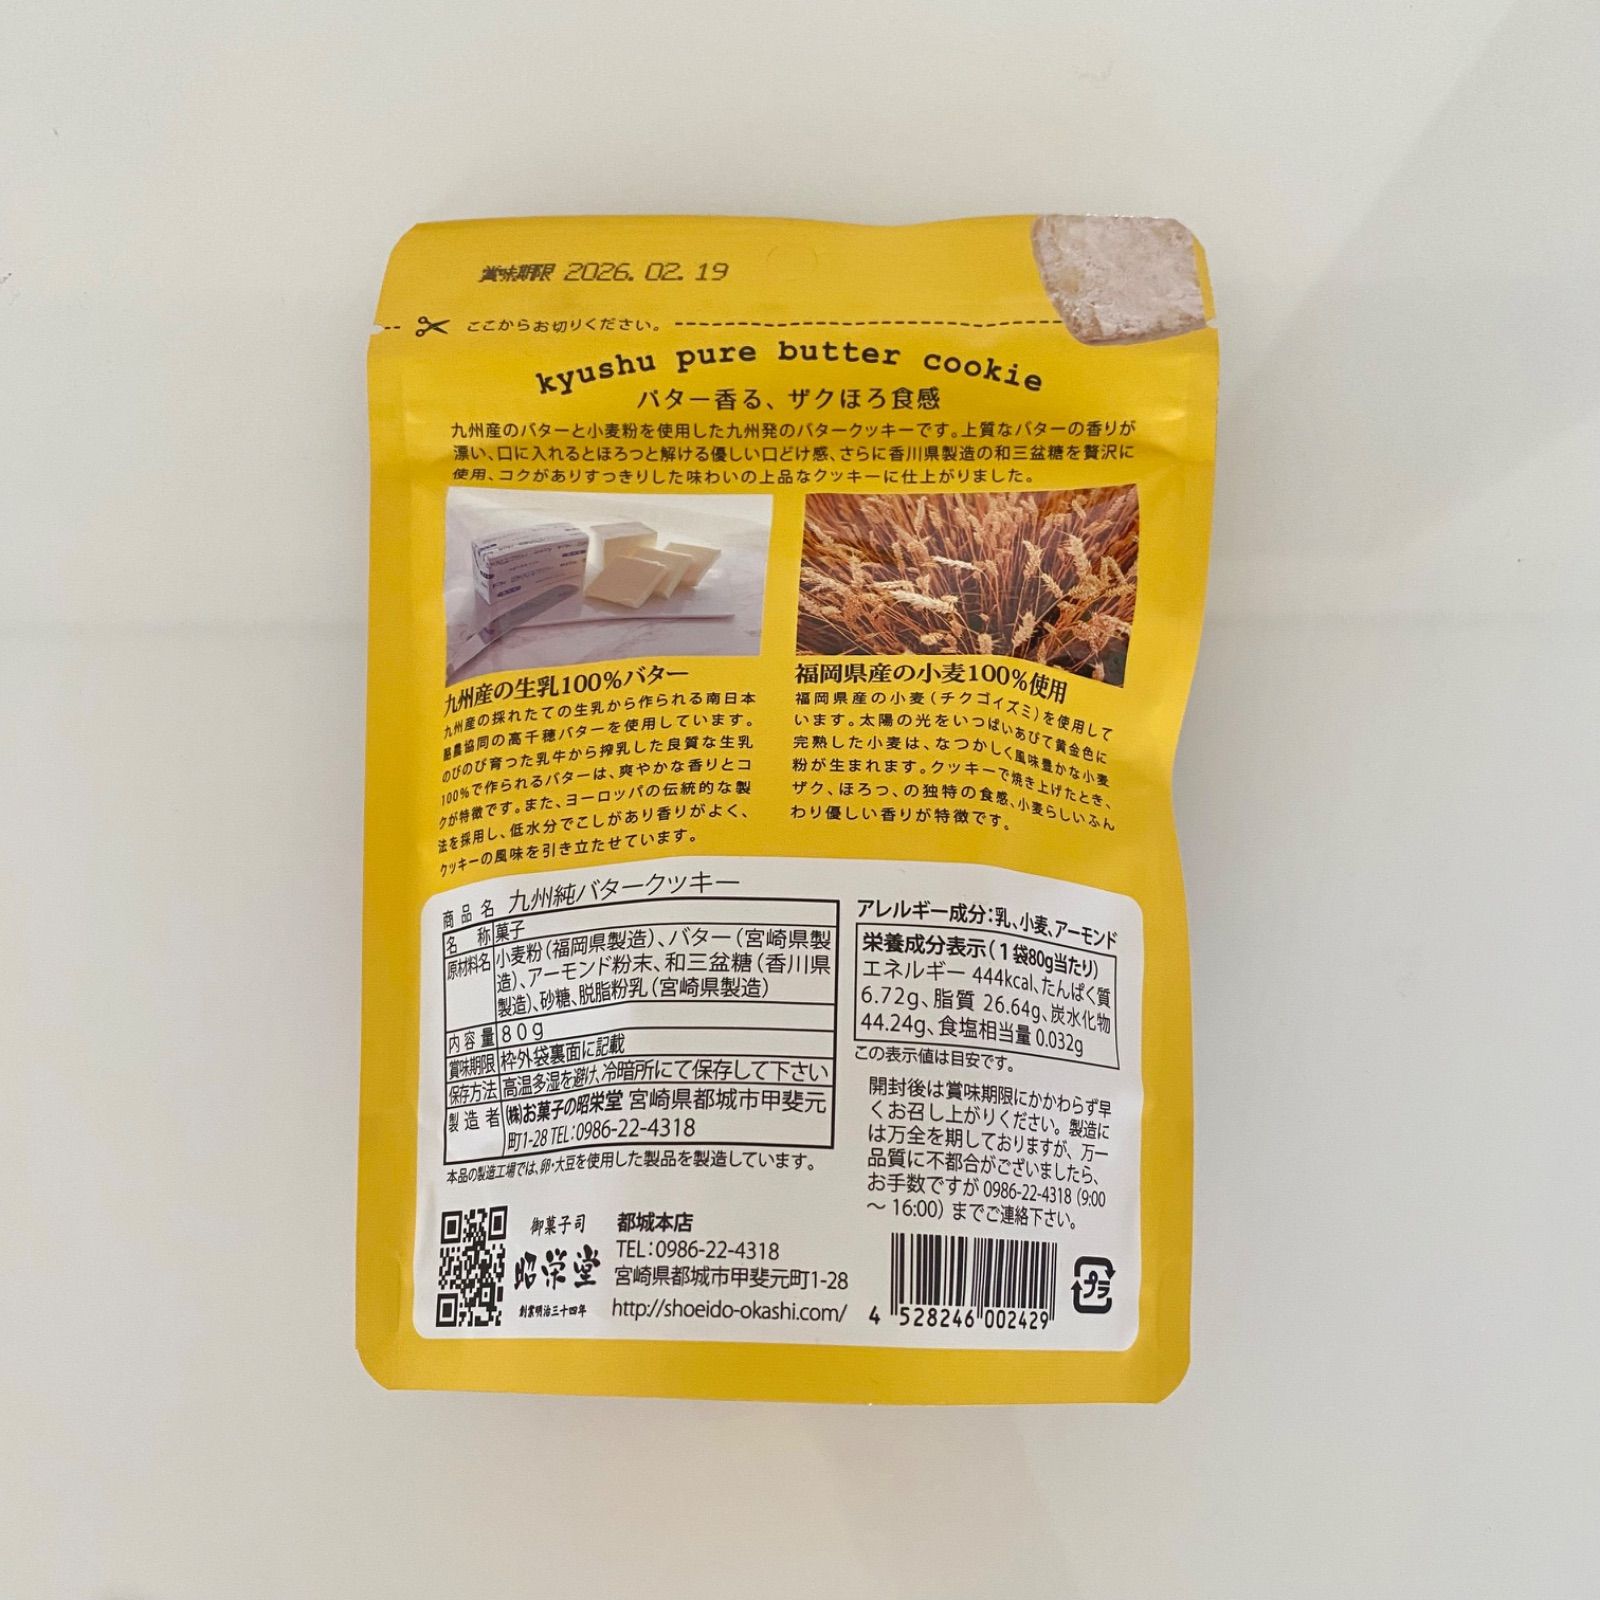 賞味期限 2026.02.19
ここからお切りください。
kyushu pure butter cookie
バター香る、ザクほろ食感
九州産のバターと小麦粉を使用した九州発のバタークッキーです。上質なバターの香りが
漂い、口に入れるとほろっと解ける優しい口どけ感、さらに香川県製造の和三盆糖を贅沢に
使用、コクがありすっきりした味わいの上品なクッキーに仕上がりました。
九州産の生乳100%バター
九州産の採れたての生乳から作られる南日本
酪農協同の高千穂バターを使用しています。
のびのび育った乳牛から搾乳した良質な生乳
100%で作られるバターは、爽やかな香りとコ
クが特徴です。また、ヨーロッパの伝統的な製
法を採用し、低水分でこしがあり香りがよく、
クッキーの風味を引き立たせています。
福岡県産の小麦100%使用
福岡県産の小麦(チクゴイズミ)を使用して
います。太陽の光をいっぱいあびて黄金色に
完熟した小麦は、なつかしく風味豊かな小麦
粉が生まれます。クッキーで焼き上げたとき、
ザク、ほろっ、の独特の食感、小麦らしいふん
わり優しい香りが特徴です。
商品名 九州純バタークッキー
名称 菓子
原材料名 小麦粉(福岡県製造)、バター(宮崎県製
造)、アーモンド粉末、和三盆糖(香川県
製造)、砂糖、脱脂粉乳(宮崎県製造)
内容量 80g
賞味期限 枠外袋裏面に記載
保存方法 高温多湿を避け、冷暗所にて保存して下さい
製造者 (株)お菓子の昭栄堂 宮崎県都城市甲斐元
町1-28 TEL:0986-22-4318
本品の製造工場では、卵・大豆を使用した製品を製造しています。
アレルギー成分:乳、小麦、アーモンド
栄養成分表示(1袋80g当たり)
エネルギー 444kcal、たんぱく質
6.72g、脂質 26.64g、炭水化物
44.24g、食塩相当量 0.032g
この表示値は目安です。
開封後は賞味期限にかかわらず早
くお召し上がりください。製造に
は万全を期しておりますが、万一
品質に不都合がございましたら、
お手数ですが 0986-22-4318 (9:00
～16:00) までご連絡下さい。
御菓子司
昭栄堂
創業明治三十四年
都城本店
TEL:0986-22-4318
宮崎県都城市甲斐元町1-28
http://shoeido-okashi.com/
4 528246 002429
プラ